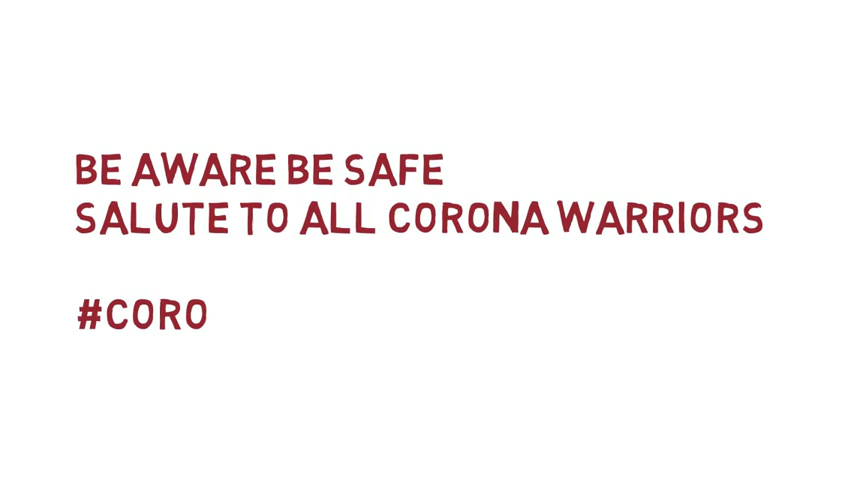 BE AWARE BE SAFE
SALUTE TO ALL CORONA WARRIORS
#CORO